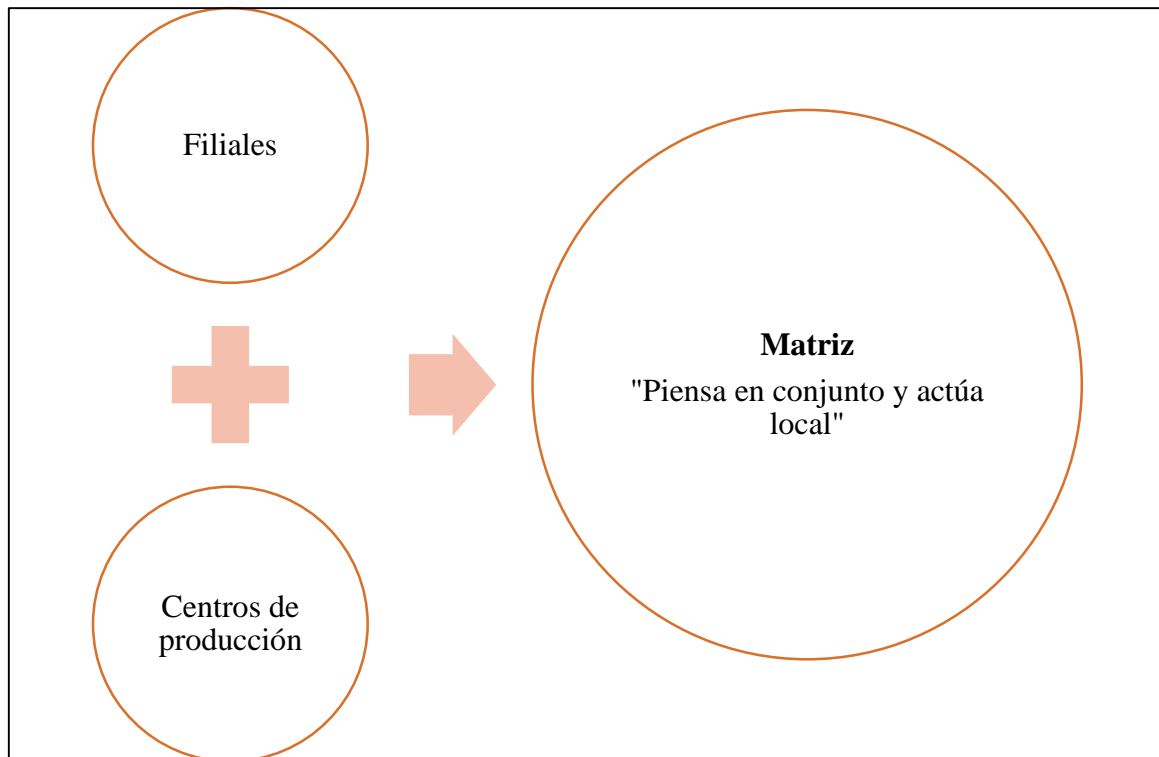 Filiales
Centros de
producción
Matriz
"Piensa en conjunto y actúa
local"